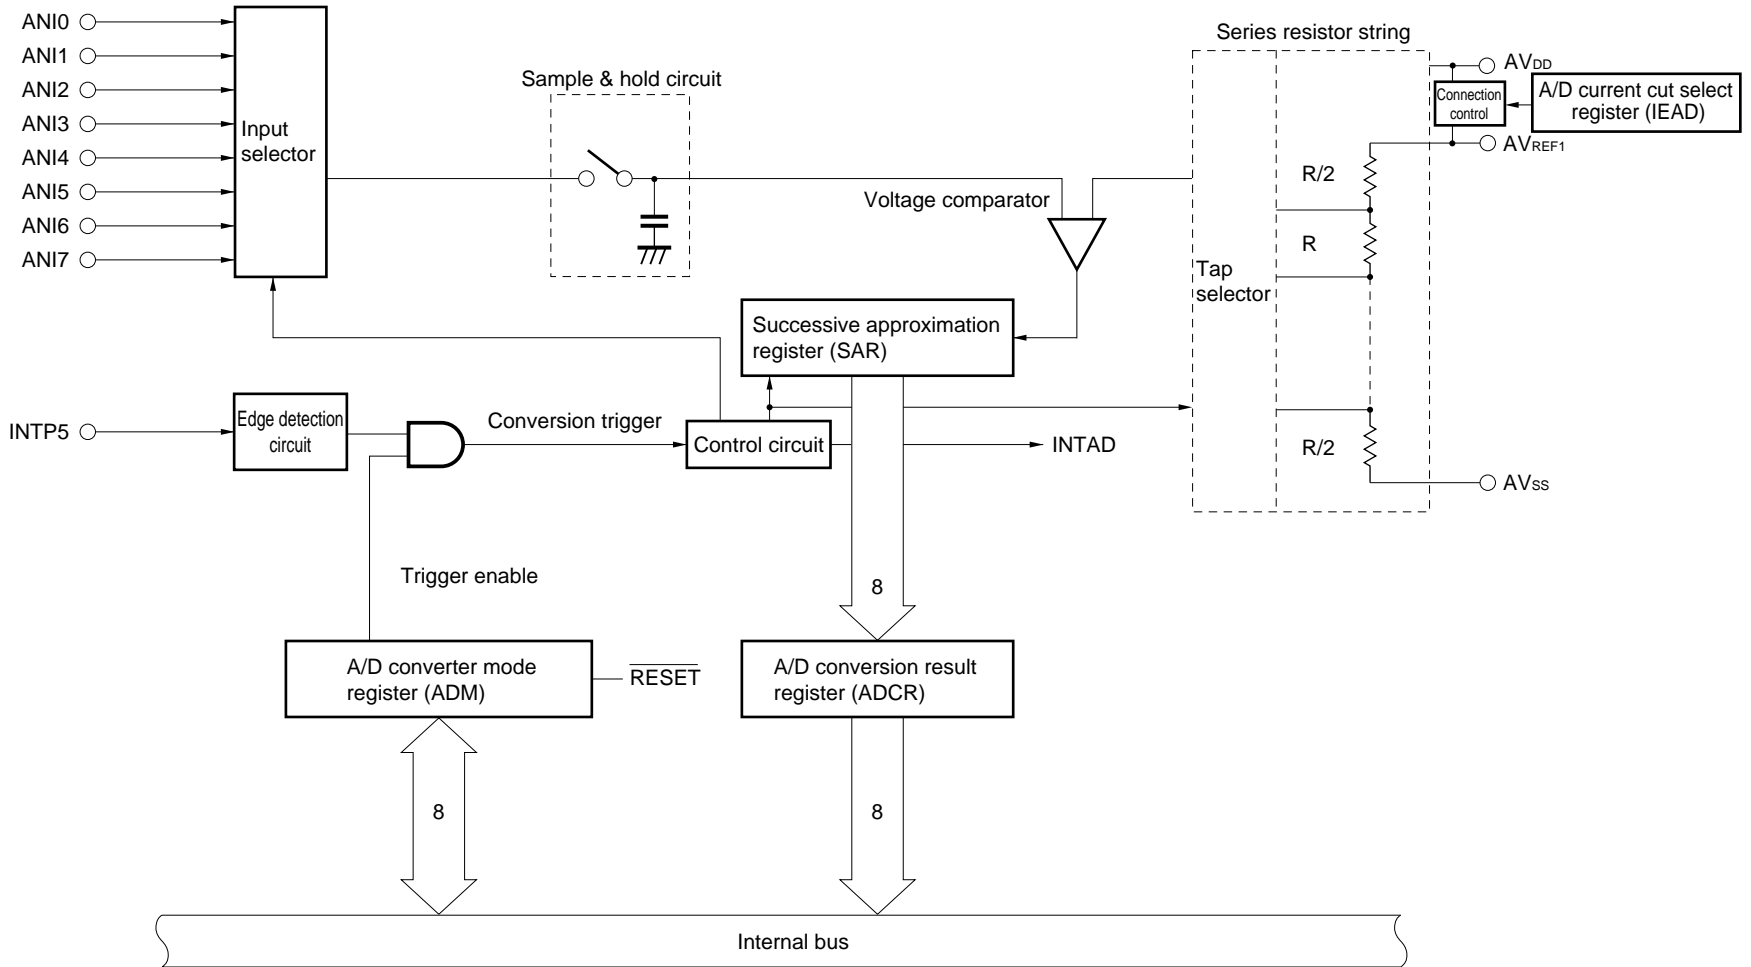 ANI0
ANI1
ANI2
ANI3
ANI4
ANI5
ANI6
ANI7
Input
selector
Sample & hold circuit
Voltage comparator
Series resistor string
Tap
selector
R/2
R
R/2
AVDD
Connection
control
A/D current cut select
register (IEAD)
AVREF1
AVSS
Successive approximation
register (SAR)
INTP5
Edge detection
circuit
Conversion trigger
Control circuit
INTAD
Trigger enable
8
A/D converter mode
register (ADM)
RESET
A/D conversion result
register (ADCR)
8
8
Internal bus